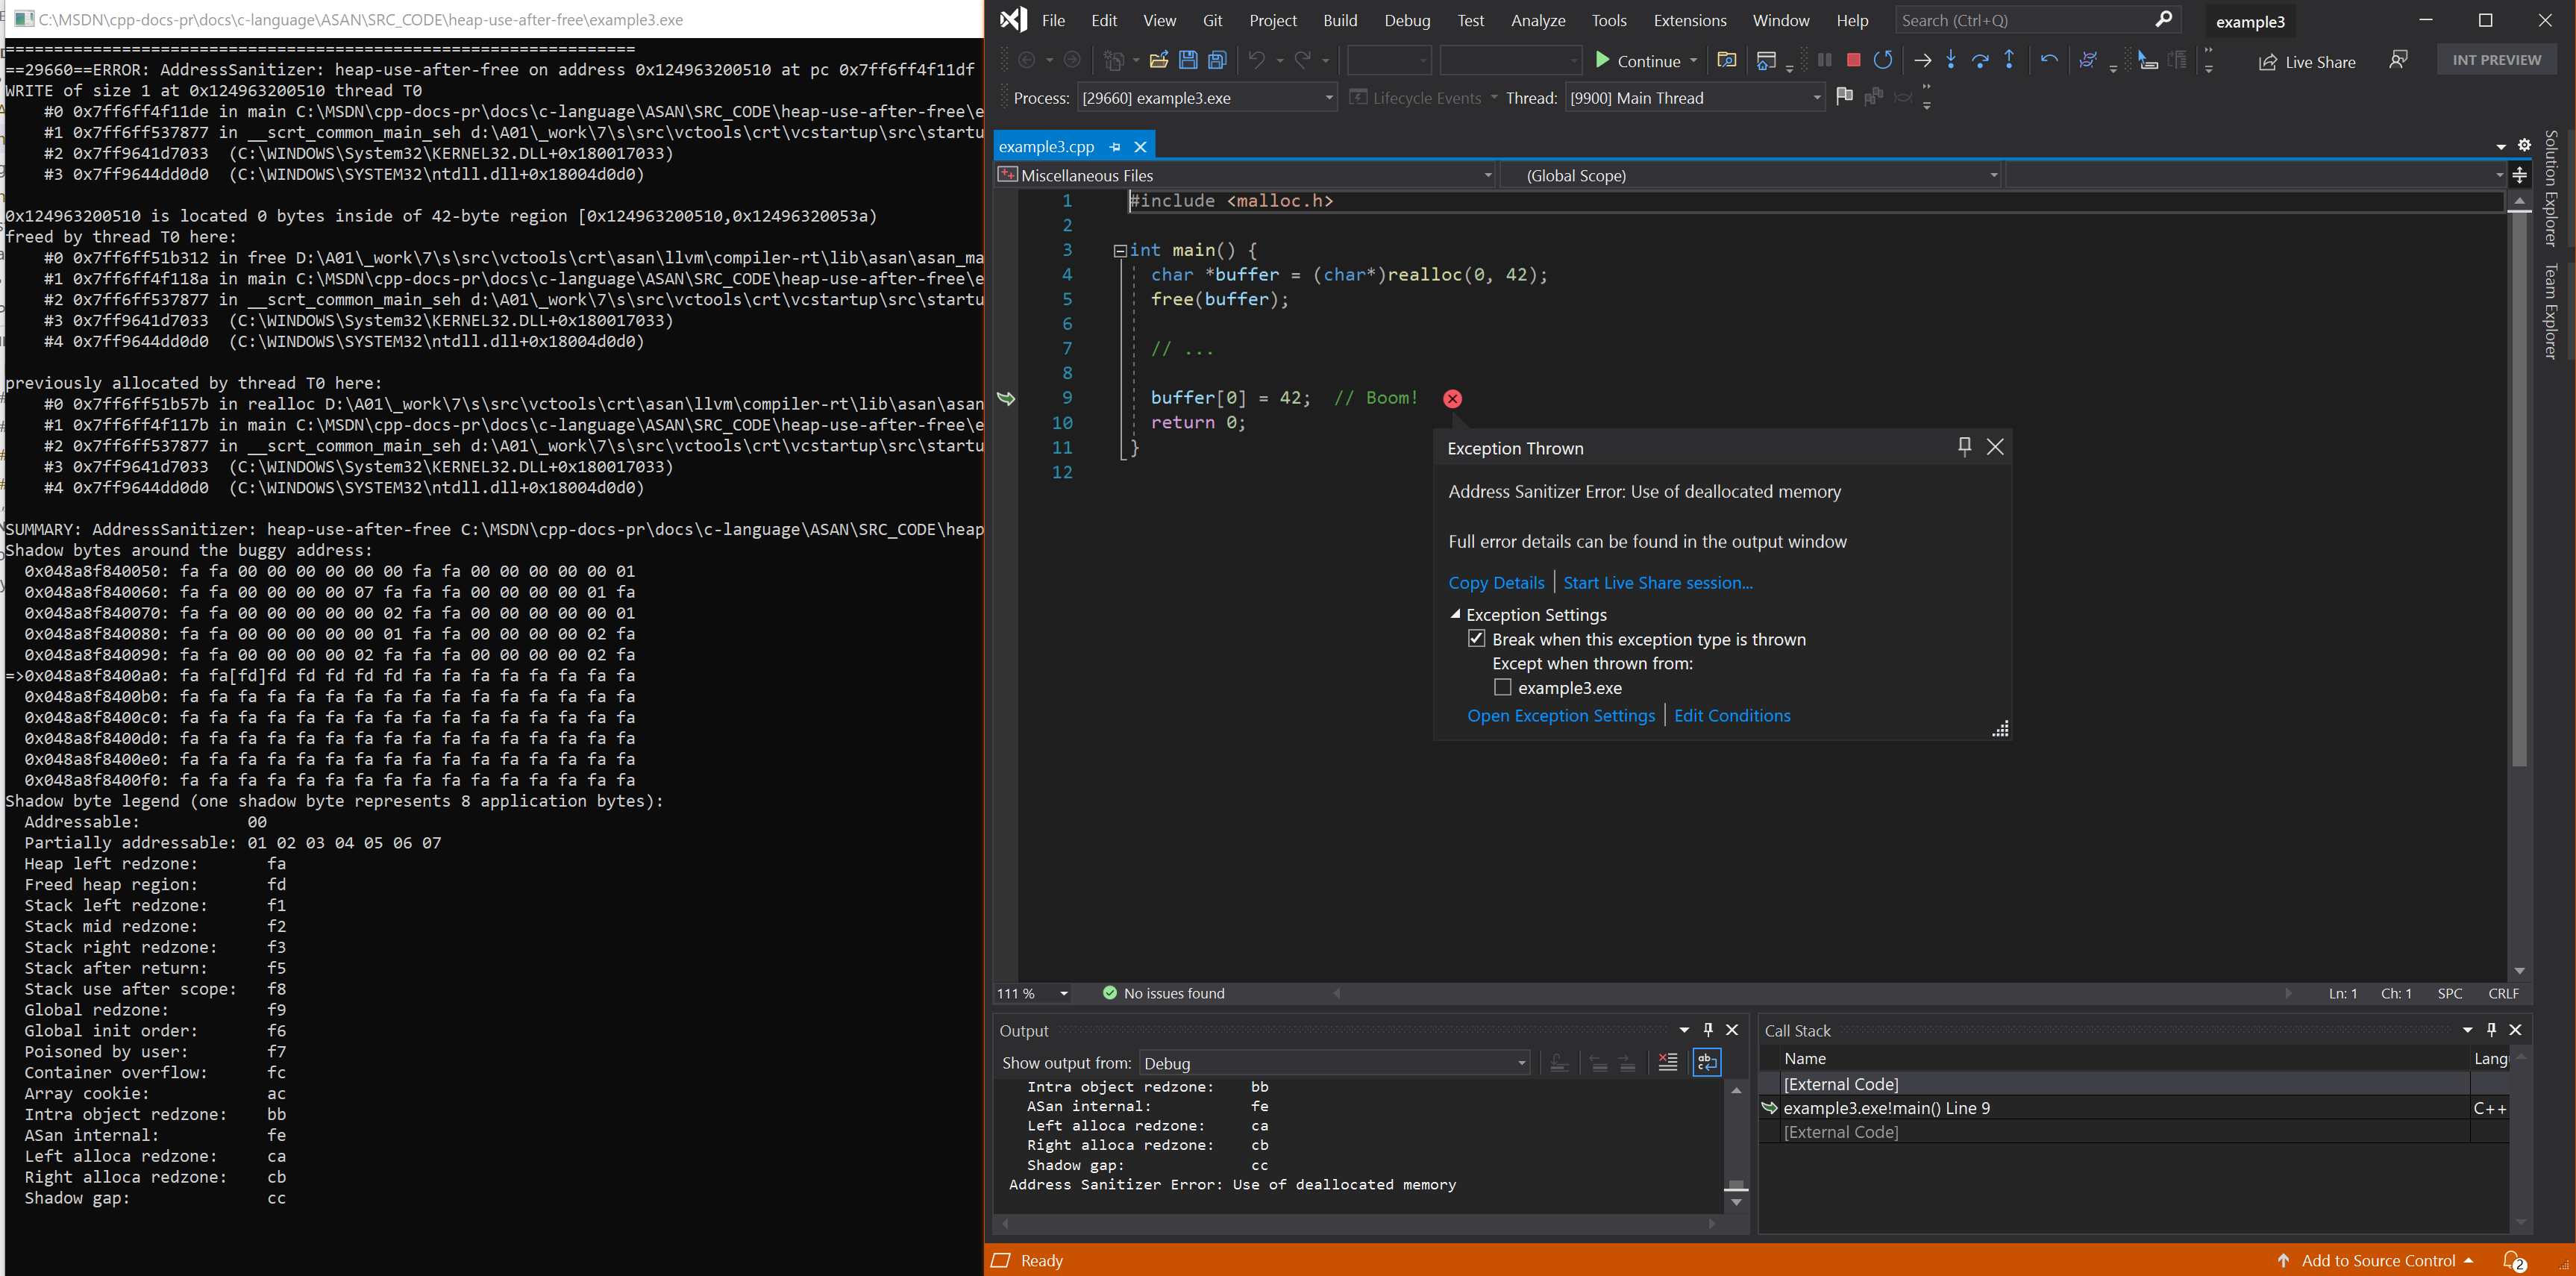 C:\MSDN\cpp-docs-pr\docs\c-language\ASAN\SRC_CODE\heap-use-after-free\example3.exe
=================================================================
==29660==ERROR: AddressSanitizer: heap-use-after-free on address 0x124963200510 at pc 0x7ff6ff4f11df
WRITE of size 1 at 0x124963200510 thread T0
    #0 0x7ff6ff4f11de in main C:\MSDN\cpp-docs-pr\docs\c-language\ASAN\SRC_CODE\heap-use-after-free\e
    #1 0x7ff6ff537877 in __scrt_common_main_seh d:\A01\_work\7\s\src\vctools\crt\vcstartup\src\startu
    #2 0x7ff9641d7033  (C:\WINDOWS\System32\KERNEL32.DLL+0x180017033)
    #3 0x7ff9644dd0d0  (C:\WINDOWS\SYSTEM32\ntdll.dll+0x18004d0d0)
0x124963200510 is located 0 bytes inside of 42-byte region [0x124963200510,0x12496320053a)
freed by thread T0 here:
    #0 0x7ff6ff51b312 in free D:\A01\_work\7\s\src\vctools\crt\asan\llvm\compiler-rt\lib\asan\asan_ma
    #1 0x7ff6ff4f118a in main C:\MSDN\cpp-docs-pr\docs\c-language\ASAN\SRC_CODE\heap-use-after-free\e
    #2 0x7ff6ff537877 in __scrt_common_main_seh d:\A01\_work\7\s\src\vctools\crt\vcstartup\src\startu
    #3 0x7ff9641d7033  (C:\WINDOWS\System32\KERNEL32.DLL+0x180017033)
    #4 0x7ff9644dd0d0  (C:\WINDOWS\SYSTEM32\ntdll.dll+0x18004d0d0)
previously allocated by thread T0 here:
    #0 0x7ff6ff51b57b in realloc D:\A01\_work\7\s\src\vctools\crt\asan\llvm\compiler-rt\lib\asan\asan
    #1 0x7ff6ff4f117b in main C:\MSDN\cpp-docs-pr\docs\c-language\ASAN\SRC_CODE\heap-use-after-free\e
    #2 0x7ff6ff537877 in __scrt_common_main_seh d:\A01\_work\7\s\src\vctools\crt\vcstartup\src\startu
    #3 0x7ff9641d7033  (C:\WINDOWS\System32\KERNEL32.DLL+0x180017033)
    #4 0x7ff9644dd0d0  (C:\WINDOWS\SYSTEM32\ntdll.dll+0x18004d0d0)
SUMMARY: AddressSanitizer: heap-use-after-free C:\MSDN\cpp-docs-pr\docs\c-language\ASAN\SRC_CODE\heap
Shadow bytes around the buggy address:
  0x048a8f840050: fa fa 00 00 00 00 00 00 fa fa 00 00 00 00 00 01
  0x048a8f840060: fa fa 00 00 00 00 07 fa fa fa 00 00 00 00 01 fa
  0x048a8f840070: fa fa 00 00 00 00 00 02 fa fa 00 00 00 00 00 01
  0x048a8f840080: fa fa 00 00 00 00 00 01 fa fa 00 00 00 00 02 fa
  0x048a8f840090: fa fa 00 00 00 00 02 fa fa fa 00 00 00 00 02 fa
=>0x048a8f8400a0: fa fa[fd]fd fd fd fd fd fa fa fa fa fa fa fa fa
  0x048a8f8400b0: fa fa fa fa fa fa fa fa fa fa fa fa fa fa fa fa
  0x048a8f8400c0: fa fa fa fa fa fa fa fa fa fa fa fa fa fa fa fa
  0x048a8f8400d0: fa fa fa fa fa fa fa fa fa fa fa fa fa fa fa fa
  0x048a8f8400e0: fa fa fa fa fa fa fa fa fa fa fa fa fa fa fa fa
  0x048a8f8400f0: fa fa fa fa fa fa fa fa fa fa fa fa fa fa fa fa
Shadow byte legend (one shadow byte represents 8 application bytes):
  Addressable:           00
  Partially addressable: 01 02 03 04 05 06 07
  Heap left redzone:       fa
  Freed heap region:       fd
  Stack left redzone:      f1
  Stack mid redzone:       f2
  Stack right redzone:     f3
  Stack after return:      f5
  Stack use after scope:   f8
  Global redzone:          f9
  Global init order:       f6
  Poisoned by user:        f7
  Container overflow:      fc
  Array cookie:            ac
  Intra object redzone:    bb
  ASan internal:           fe
  Left alloca redzone:     ca
  Right alloca redzone:    cb
  Shadow gap:              cc
File Edit View Git Project Build Debug Test Analyze Tools Extensions Window Help Search (Ctrl+Q) example3
Continue Live Share INT PREVIEW
Process: [29660] example3.exe Lifecycle Events Thread: [9900] Main Thread
example3.cpp
Miscellaneous Files (Global Scope)
1 #include <malloc.h>
2
3 int main() {
4 char *buffer = (char*)realloc(0, 42);
5 free(buffer);
6
7 // ...
8
9 buffer[0] = 42;  // Boom!
10 return 0;
11 }
12
Exception Thrown
Address Sanitizer Error: Use of deallocated memory
Full error details can be found in the output window
Copy Details | Start Live Share session...
Exception Settings
Break when this exception type is thrown
Except when thrown from:
example3.exe
Open Exception Settings | Edit Conditions
Solution Explorer
Team Explorer
111 % No issues found Ln: 1 Ch: 1 SPC CRLF
Output
Show output from: Debug
Intra object redzone:    bb
ASan internal:           fe
Left alloca redzone:     ca
Right alloca redzone:    cb
Shadow gap:              cc
Address Sanitizer Error: Use of deallocated memory
Call Stack
Name Lang
[External Code]
example3.exe!main() Line 9 C++
[External Code]
Ready Add to Source Control 2